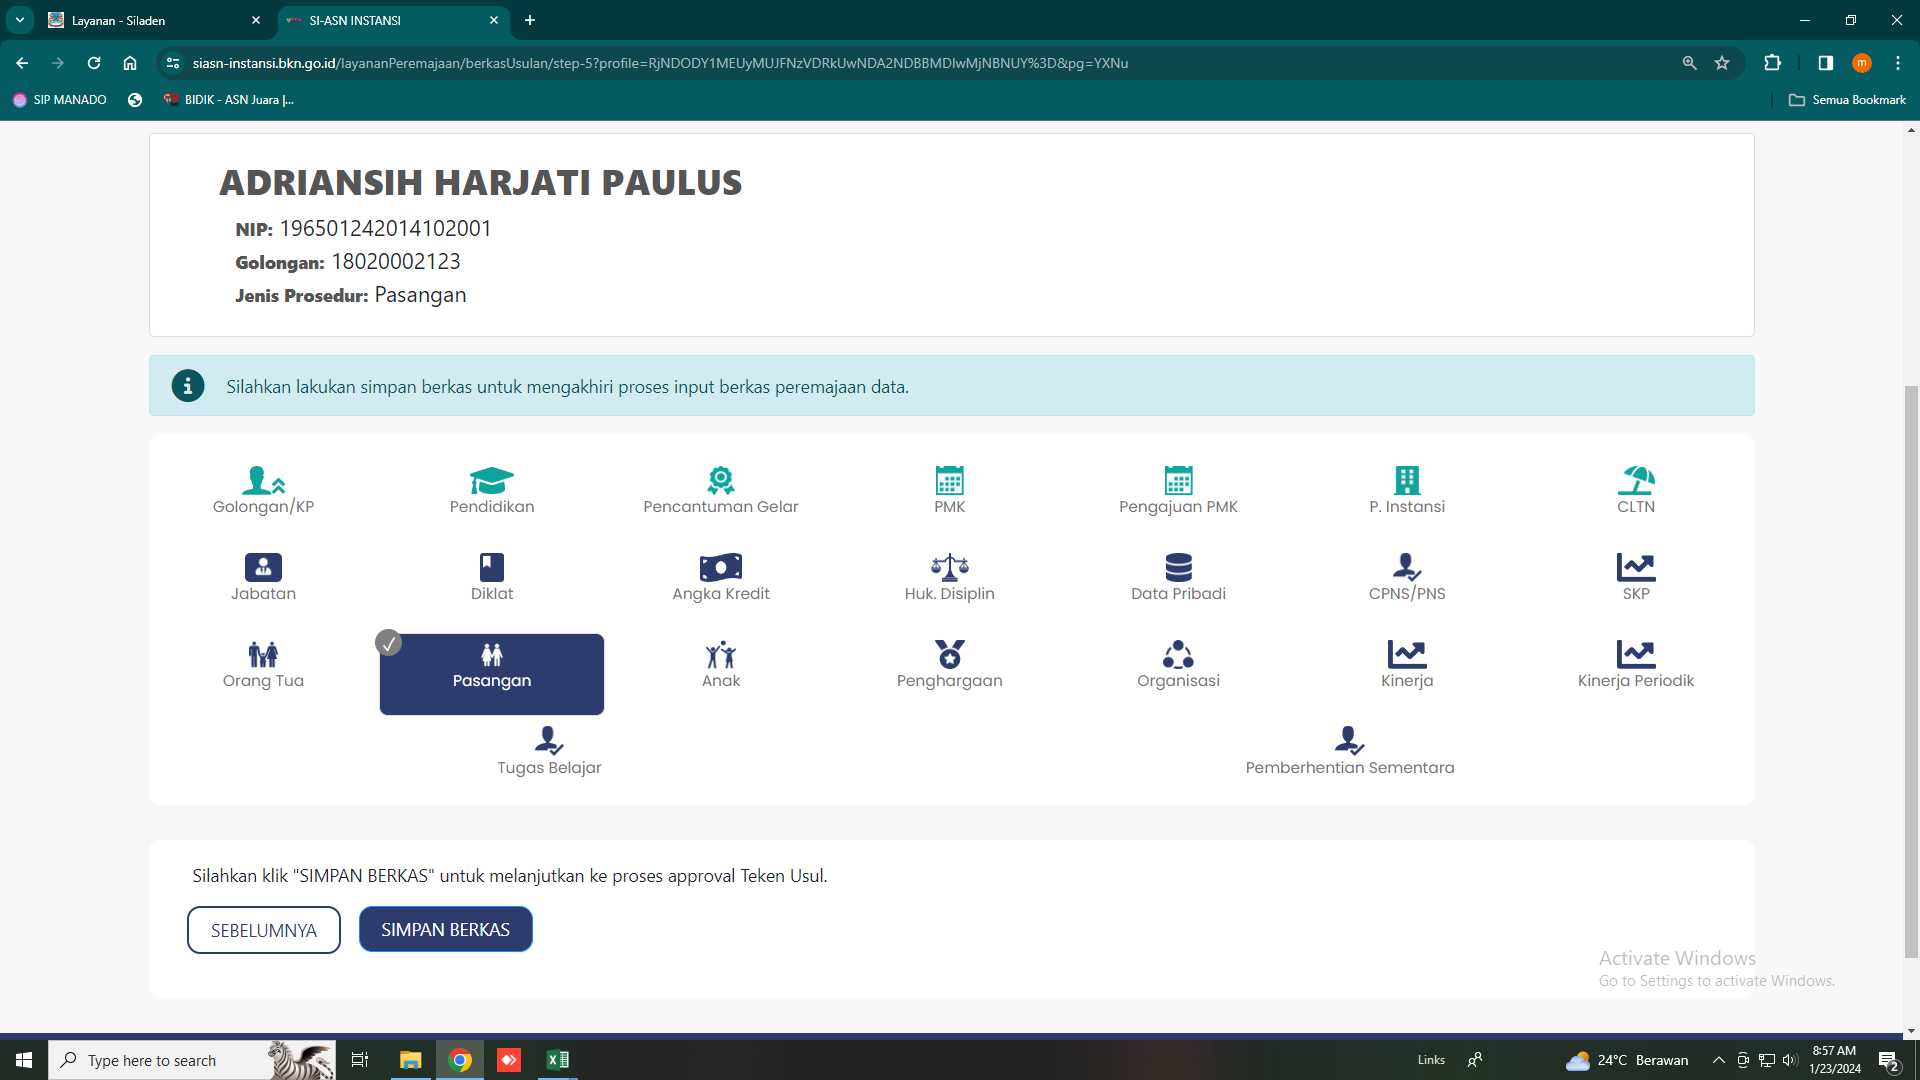 Layanan - Siladen
SI-ASN INSTANSI
siasn-instansi.bkn.go.id/layananPeremajaan/berkasUsulan/step-5?profile=RjNDODY1MEUyMUJFNzVDRkUwNDA2NDBBMDIwMjNBNUY%3D&pg=YXNu
m
SIP MANADO
BIDIK - ASN Juara |...
Semua Bookmark
ADRIANSIH HARJATI PAULUS
NIP: 196501242014102001
Golongan: 18020002123
Jenis Prosedur: Pasangan
Silahkan lakukan simpan berkas untuk mengakhiri proses input berkas peremajaan data.
Golongan/KP
Pendidikan
Pencantuman Gelar
PMK
Pengajuan PMK
P. Instansi
CLTN
Jabatan
Diklat
Angka Kredit
Huk. Disiplin
Data Pribadi
CPNS/PNS
SKP
Orang Tua
Pasangan
Anak
Penghargaan
Organisasi
Kinerja
Kinerja Periodik
Tugas Belajar
Pemberhentian Sementara
Silahkan klik "SIMPAN BERKAS" untuk melanjutkan ke proses approval Teken Usul.
SEBELUMNYA
SIMPAN BERKAS
Activate Windows
Go to Settings to activate Windows.
Type here to search
Links
24°C Berawan
8:57 AM
1/23/2024
2